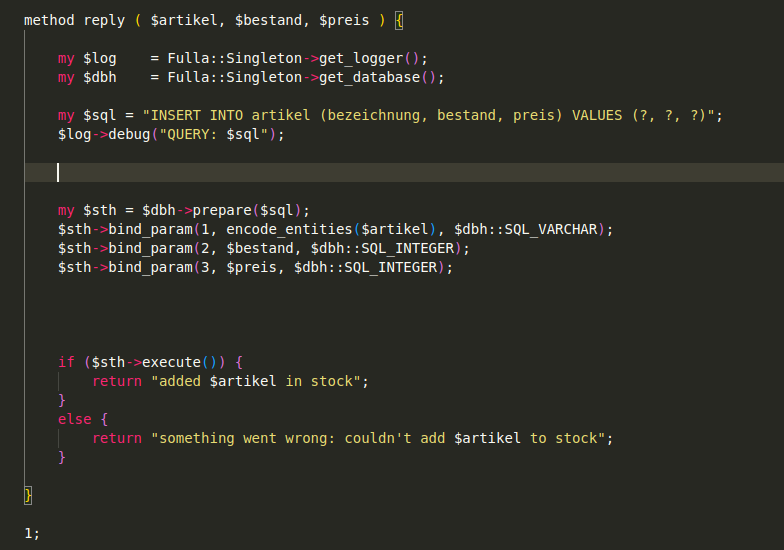 method reply ( $artikel, $bestand, $preis ) {
my $log    = Fulla::Singleton->get_logger();
my $dbh    = Fulla::Singleton->get_database();
my $sql = "INSERT INTO artikel (bezeichnung, bestand, preis) VALUES (?, ?, ?)";
$log->debug("QUERY: $sql");
my $sth = $dbh->prepare($sql);
$sth->bind_param(1, encode_entities($artikel), $dbh::SQL_VARCHAR);
$sth->bind_param(2, $bestand, $dbh::SQL_INTEGER);
$sth->bind_param(3, $preis, $dbh::SQL_INTEGER);
if ($sth->execute()) {
return "added $artikel in stock";
}
else {
return "something went wrong: couldn't add $artikel to stock";
}
}
1;